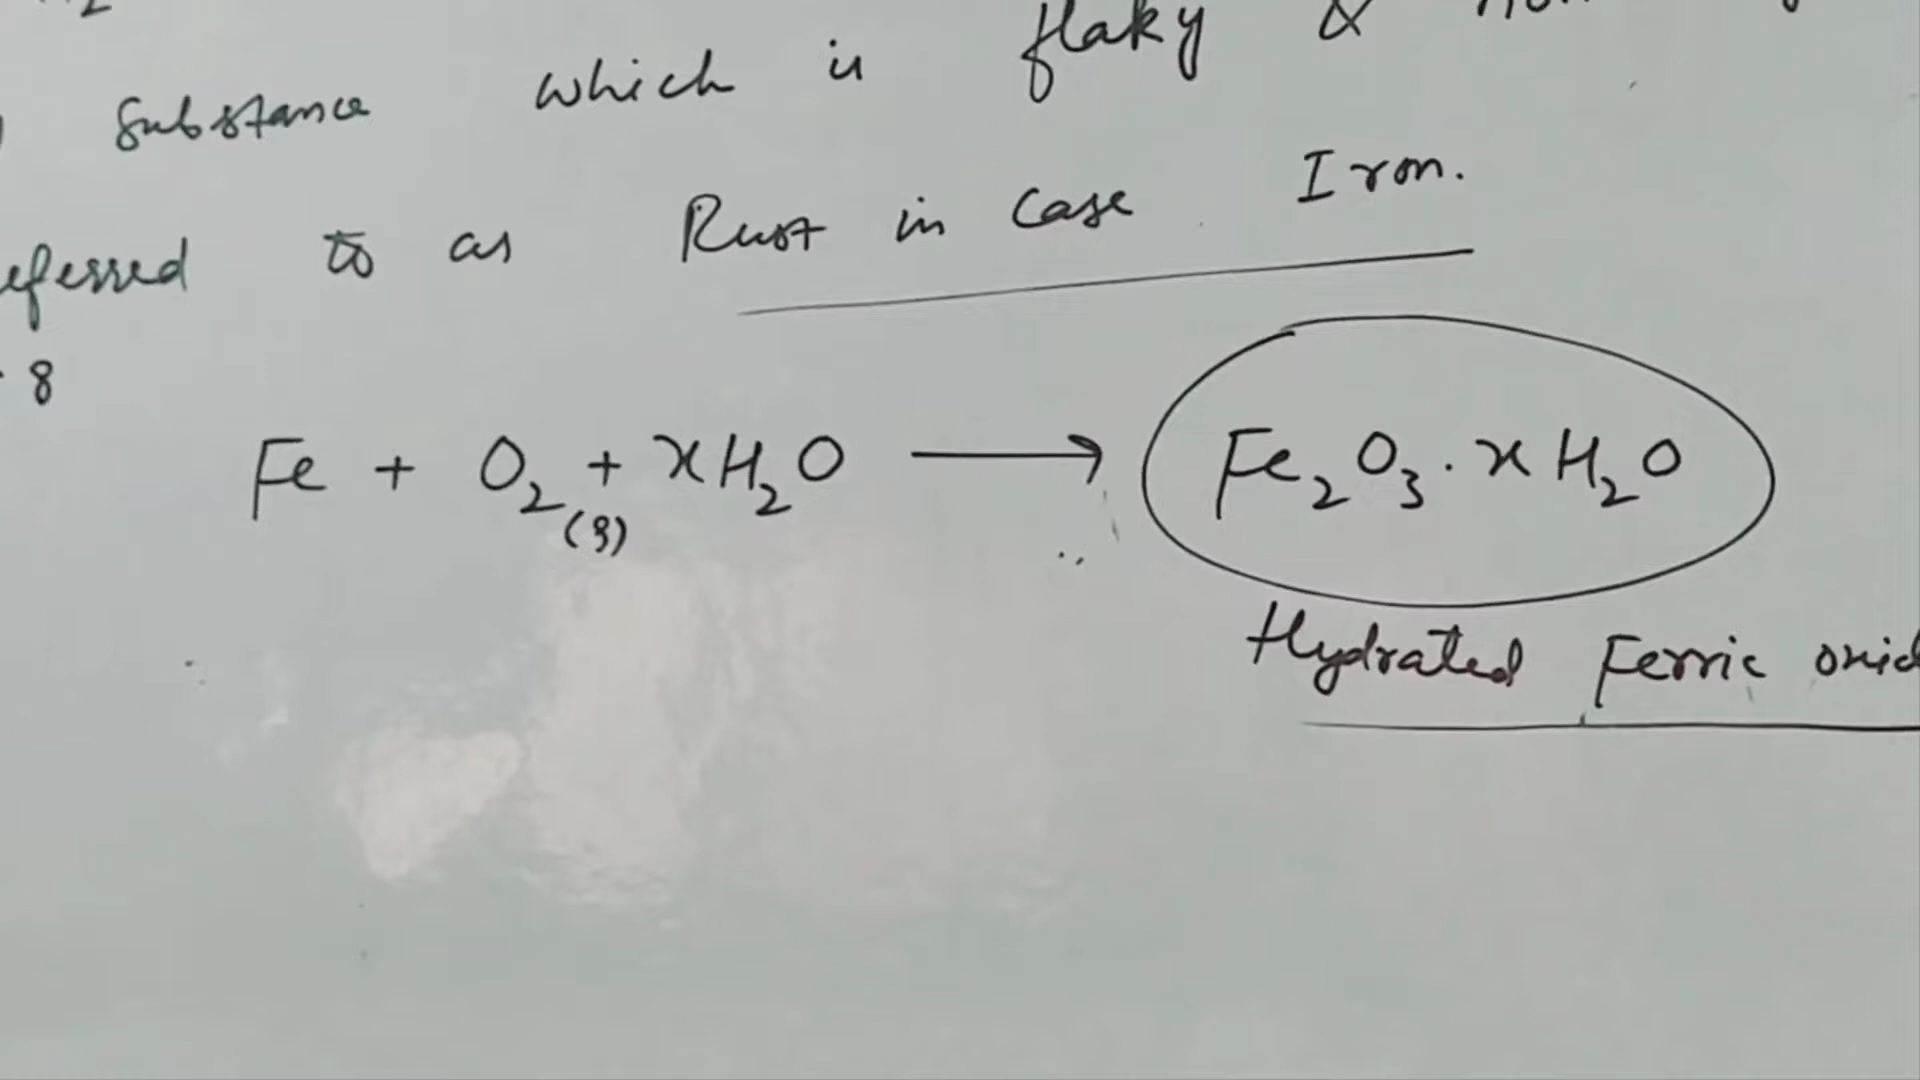 substance which is flaky &
referred to as Rust in case Iron.
8
Fe + O₂(g) + xH₂O ⟶ Fe₂O₃.xH₂O
Hydrated Ferric oxid